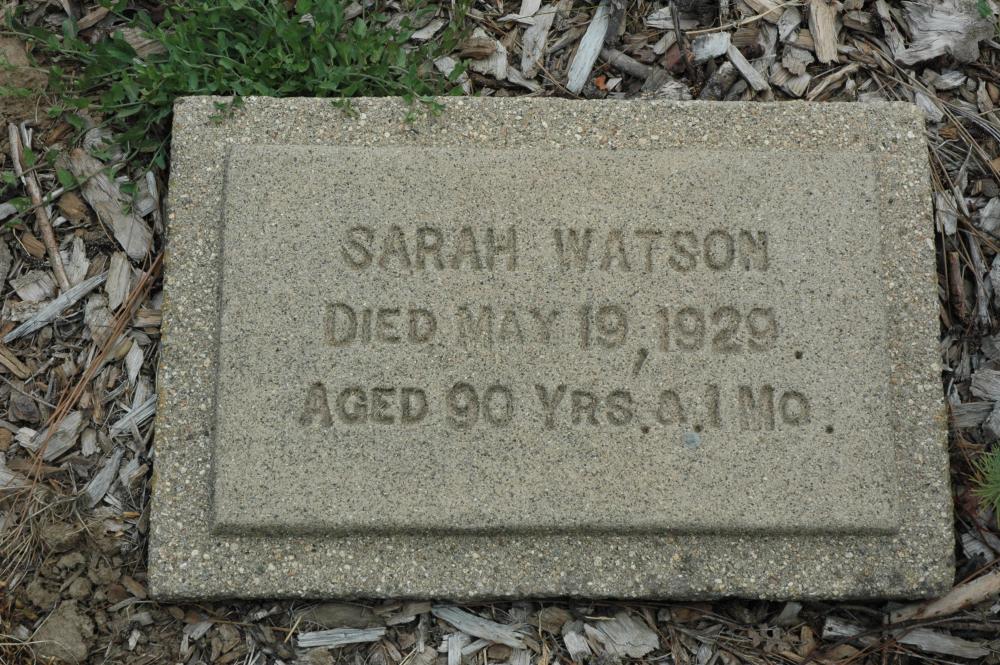 SARAH WATSON
DIED MAY 19, 1929.
AGED 90 YRS. & 1 MO.